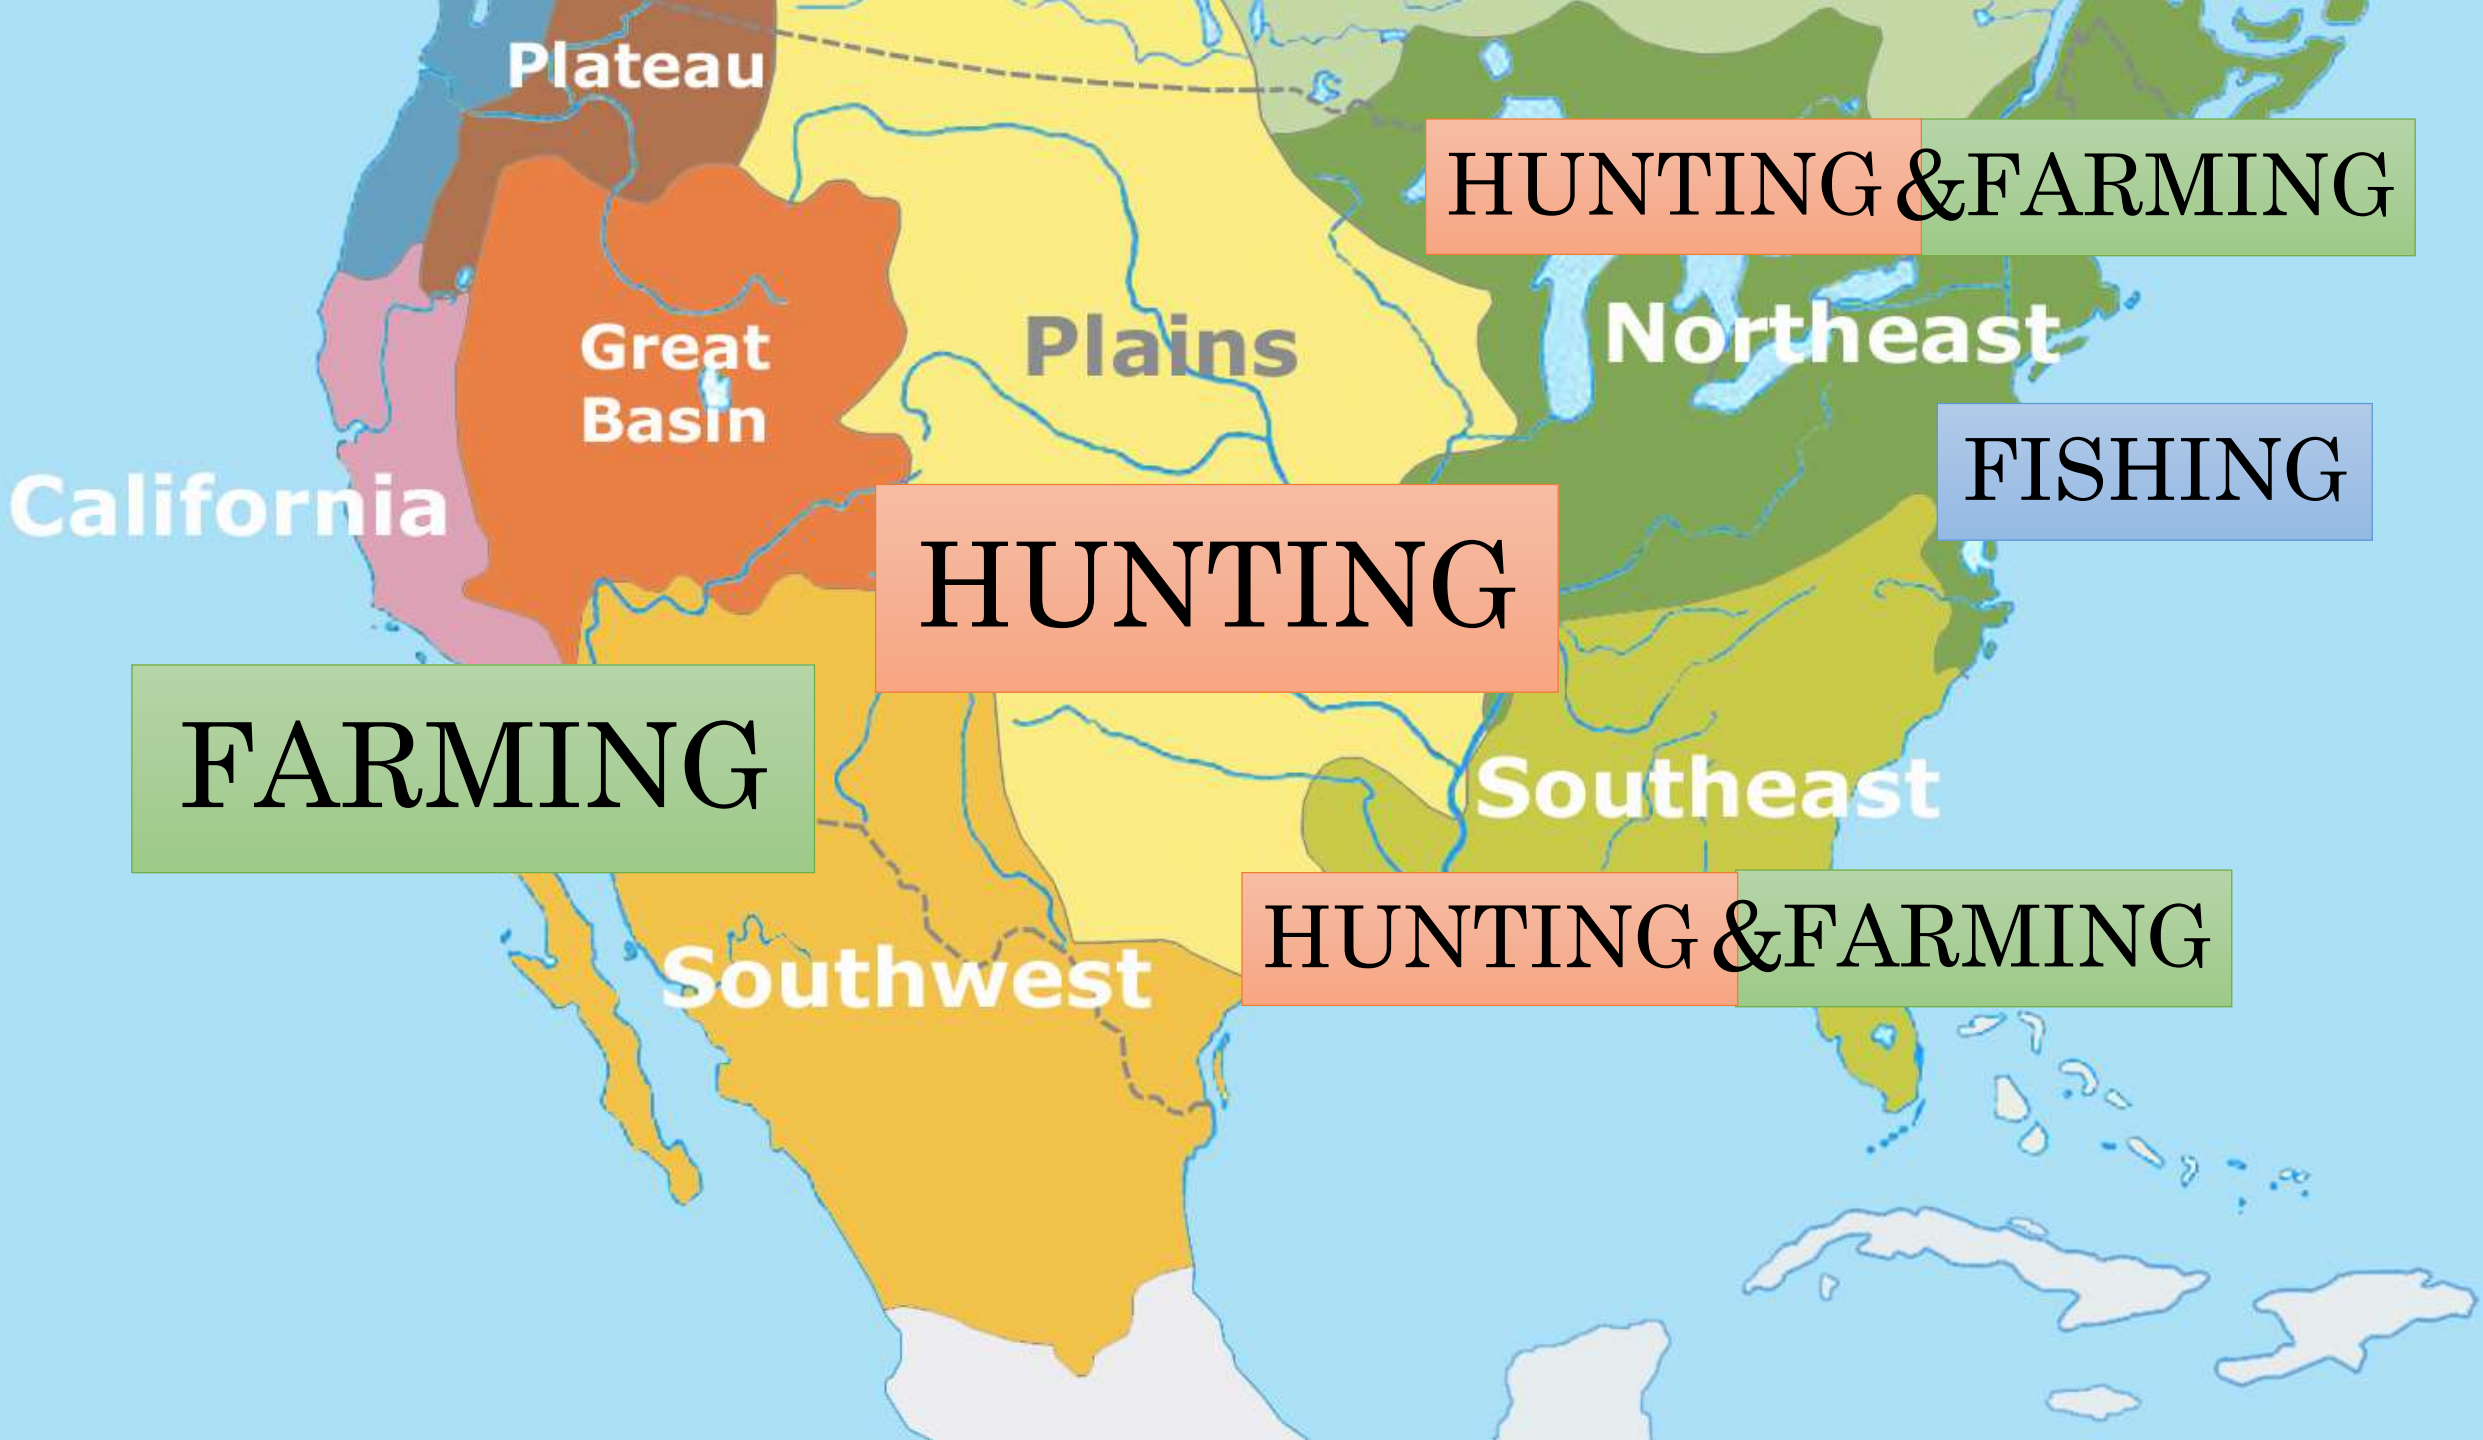 Plateau
HUNTING &FARMING
Northeast
Plains
Great
Basin
FISHING
California
HUNTING
FARMING
Southeast
HUNTING &FARMING
Southwest